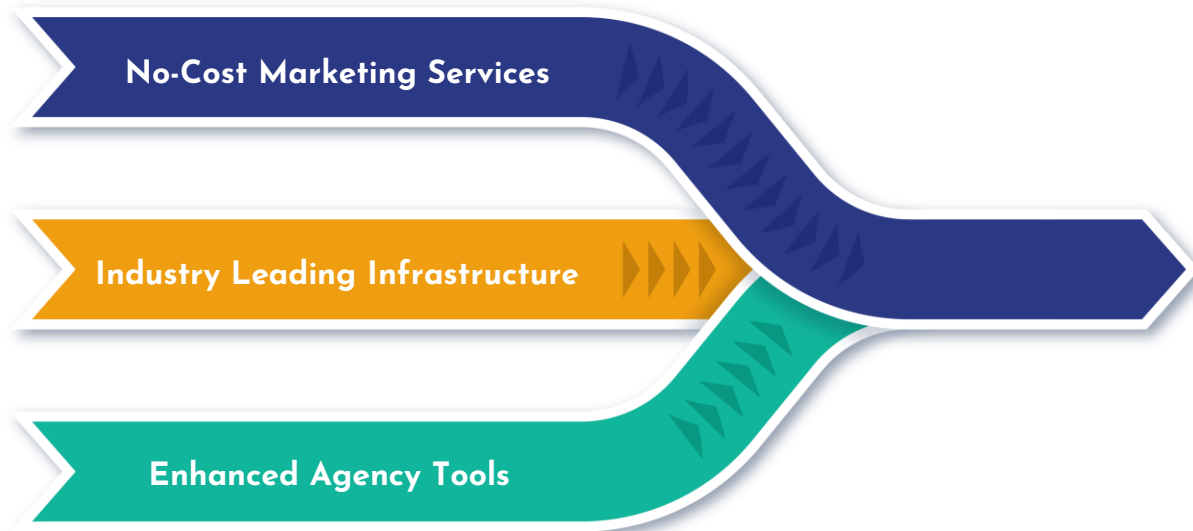 No-Cost Marketing Services
Industry Leading Infrastructure
Enhanced Agency Tools